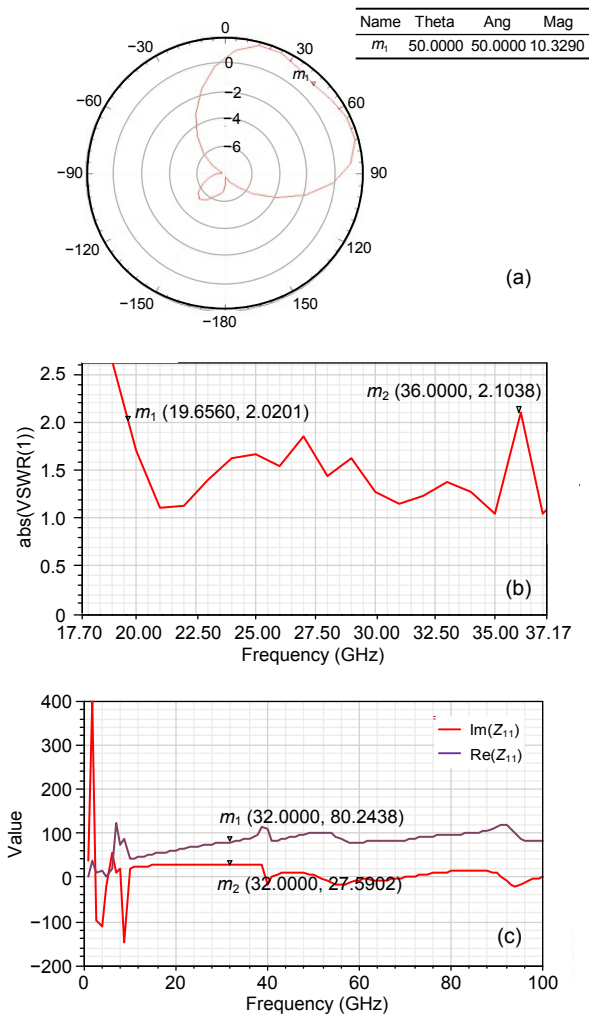 Name Theta Ang Mag
m1 50.0000 50.0000 10.3290
0
−30 30
0
m1
−60 60
−2
−4
−6
−90 90
−120 120
−150 150
−180
(a)
2.5
m2 (36.0000, 2.1038)
m1 (19.6560, 2.0201)
2.0
1.5
1.0
0.5
0
abs(VSWR(1))
(b)
17.70 20.00 22.50 25.00 27.50 30.00 32.50 35.00 37.17
Frequency (GHz)
400
Im(Z11)
Re(Z11)
300
200
m1 (32.0000, 80.2438)
100
0
m2 (32.0000, 27.5902)
−100
−200
Value
(c)
0 20 40 60 80 100
Frequency (GHz)